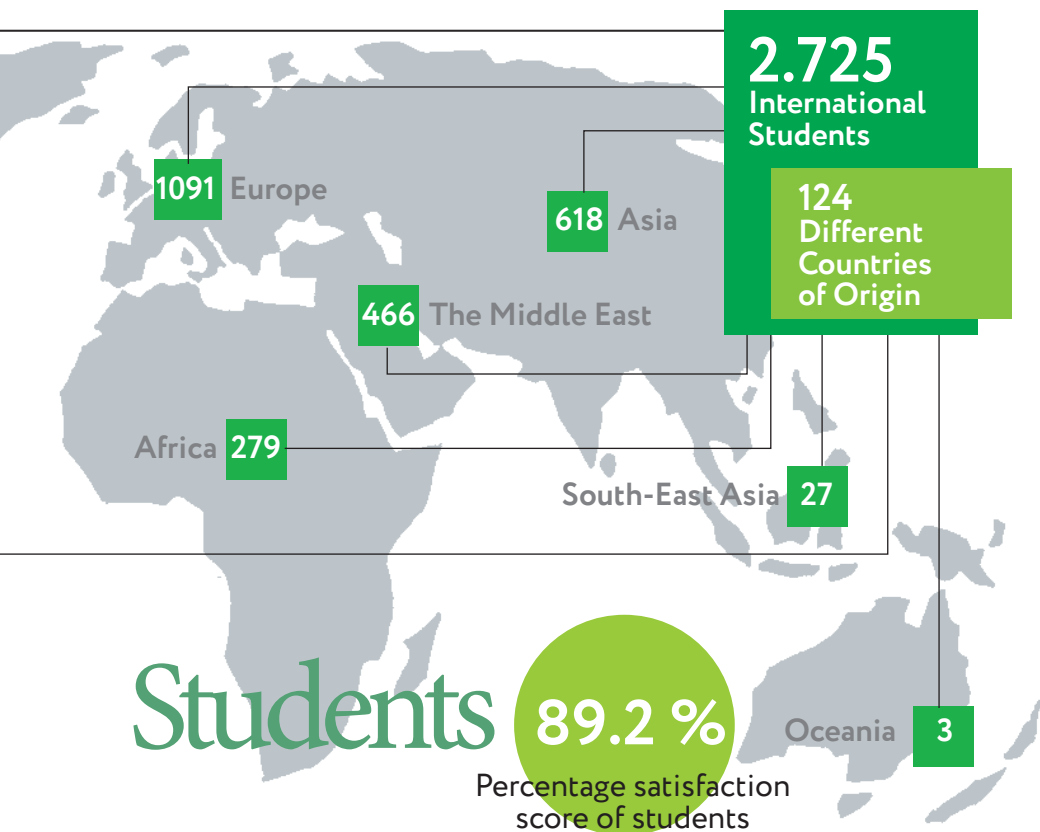 2.725
International
Students
124
Different
Countries
of Origin
1091 Europe
618 Asia
466 The Middle East
Africa 279
South-East Asia 27
Students
89.2 %
Percentage satisfaction
score of students
Oceania 3